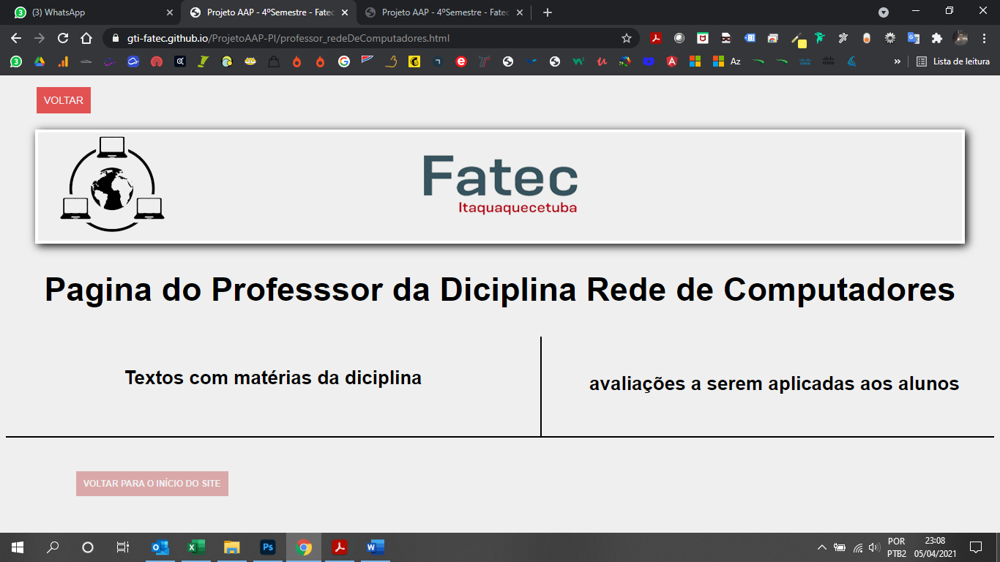 (3) WhatsApp
Projeto AAP - 4ºSemestre - Fatec
Projeto AAP - 4ºSemestre - Fatec
gti-fatec.github.io/ProjetoAAP-PI/professor_redeDeComputadores.html
Az
» Lista de leitura
VOLTAR
Fatec
Itaquaquecetuba
Pagina do Professsor da Diciplina Rede de Computadores
Textos com matérias da diciplina
avaliações a serem aplicadas aos alunos
VOLTAR PARA O INÍCIO DO SITE
POR
PTB2
23:08
05/04/2021